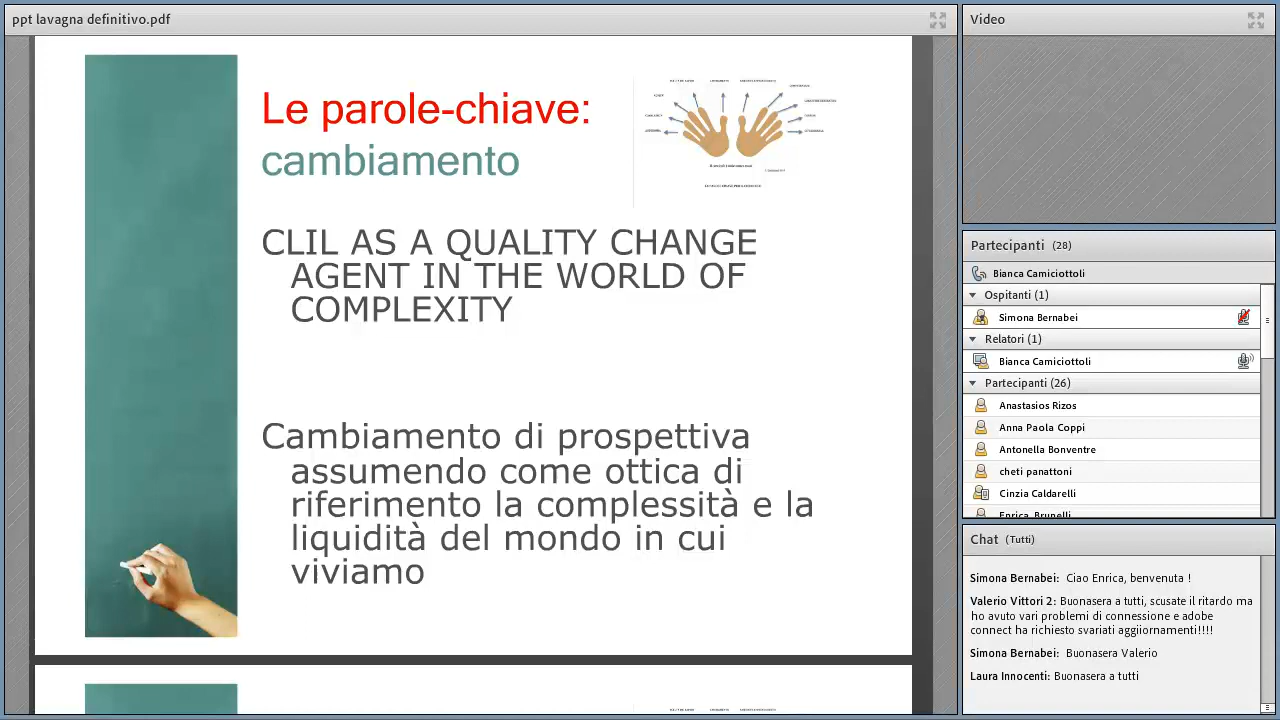 ppt lavagna definitivo.pdf
Le parole-chiave:
cambiamento
CLIL AS A QUALITY CHANGE
AGENT IN THE WORLD OF
COMPLEXITY
Cambiamento di prospettiva
assumendo come ottica di
riferimento la complessità e la
liquidità del mondo in cui
viviamo
Video
Partecipanti (28)
Bianca Camiciottoli
Ospitanti (1)
Simona Bernabei
Relatori (1)
Bianca Camiciottoli
Partecipanti (26)
Anastasios Rizos
Anna Paola Coppi
Antonella Bonventre
cheti panattoni
Cinzia Caldarelli
Enrica Brunelli
Chat (Tutti)
Simona Bernabei: Ciao Enrica, benvenuta !
Valerio Vittori 2: Buonasera a tutti, scusate il ritardo ma
ho avuto vari problemi di connessione e adobe
connect ha richiesto svariati aggiiornamenti!!!!
Simona Bernabei: Buonasera Valerio
Laura Innocenti: Buonasera a tutti